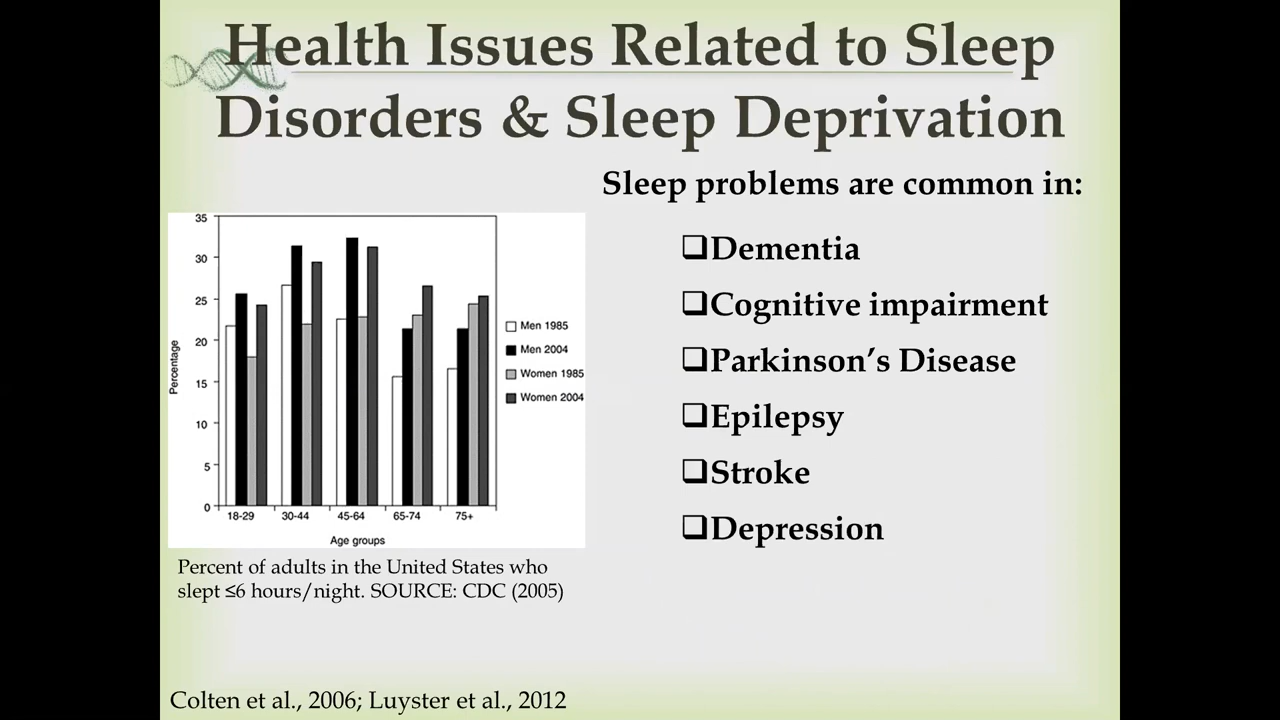 Health Issues Related to Sleep
Disorders & Sleep Deprivation
Sleep problems are common in:
❑Dementia
❑Cognitive impairment
❑Parkinson’s Disease
❑Epilepsy
❑Stroke
❑Depression
35
30
25
20
15
10
5
0
Percentage
18-29 30-44 45-64 65-74 75+
Age groups
Men 1985
Men 2004
Women 1985
Women 2004
Percent of adults in the United States who
slept ≤6 hours/night. SOURCE: CDC (2005)
Colten et al., 2006; Luyster et al., 2012